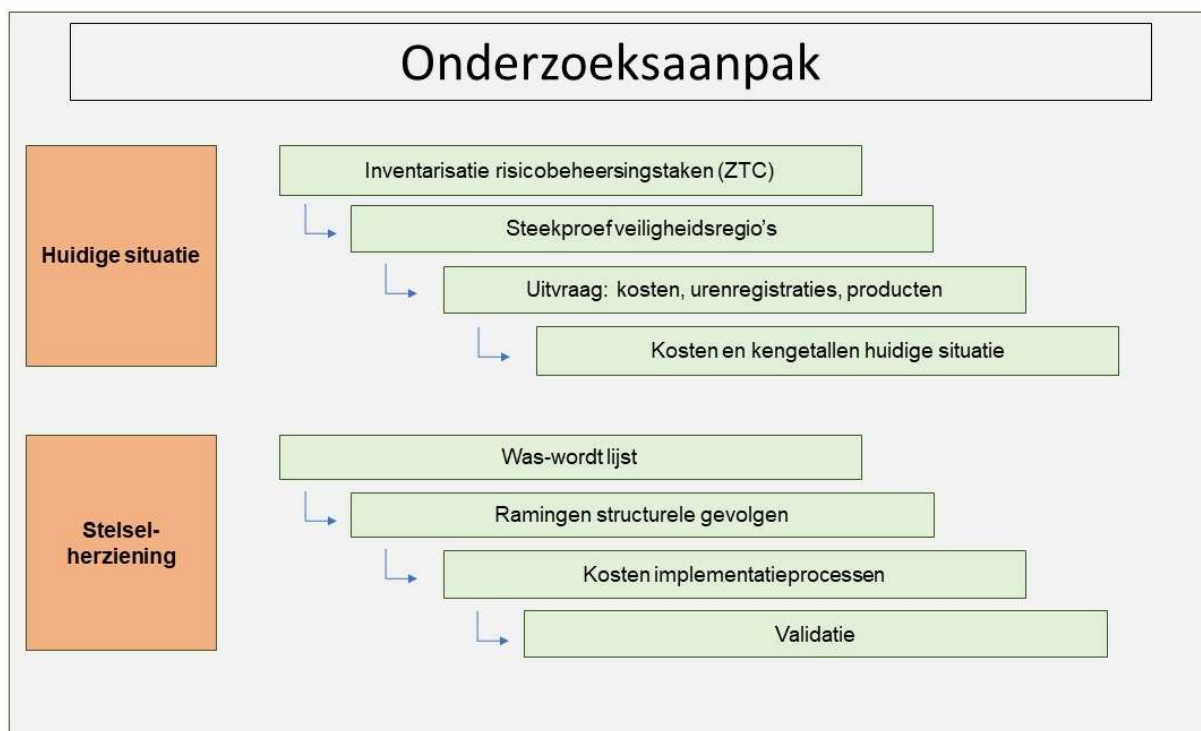 Onderzoeksaanpak
Huidige situatie
Inventarisatie risicobeheersingstaken (ZTC)
Steekproef veiligheidsregio's
Uitvraag: kosten, urenregistraties, producten
Kosten en kengetallen huidige situatie
Stelsel-
herziening
Was-wordt lijst
Ramingen structurele gevolgen
Kosten implementatieprocessen
Validatie